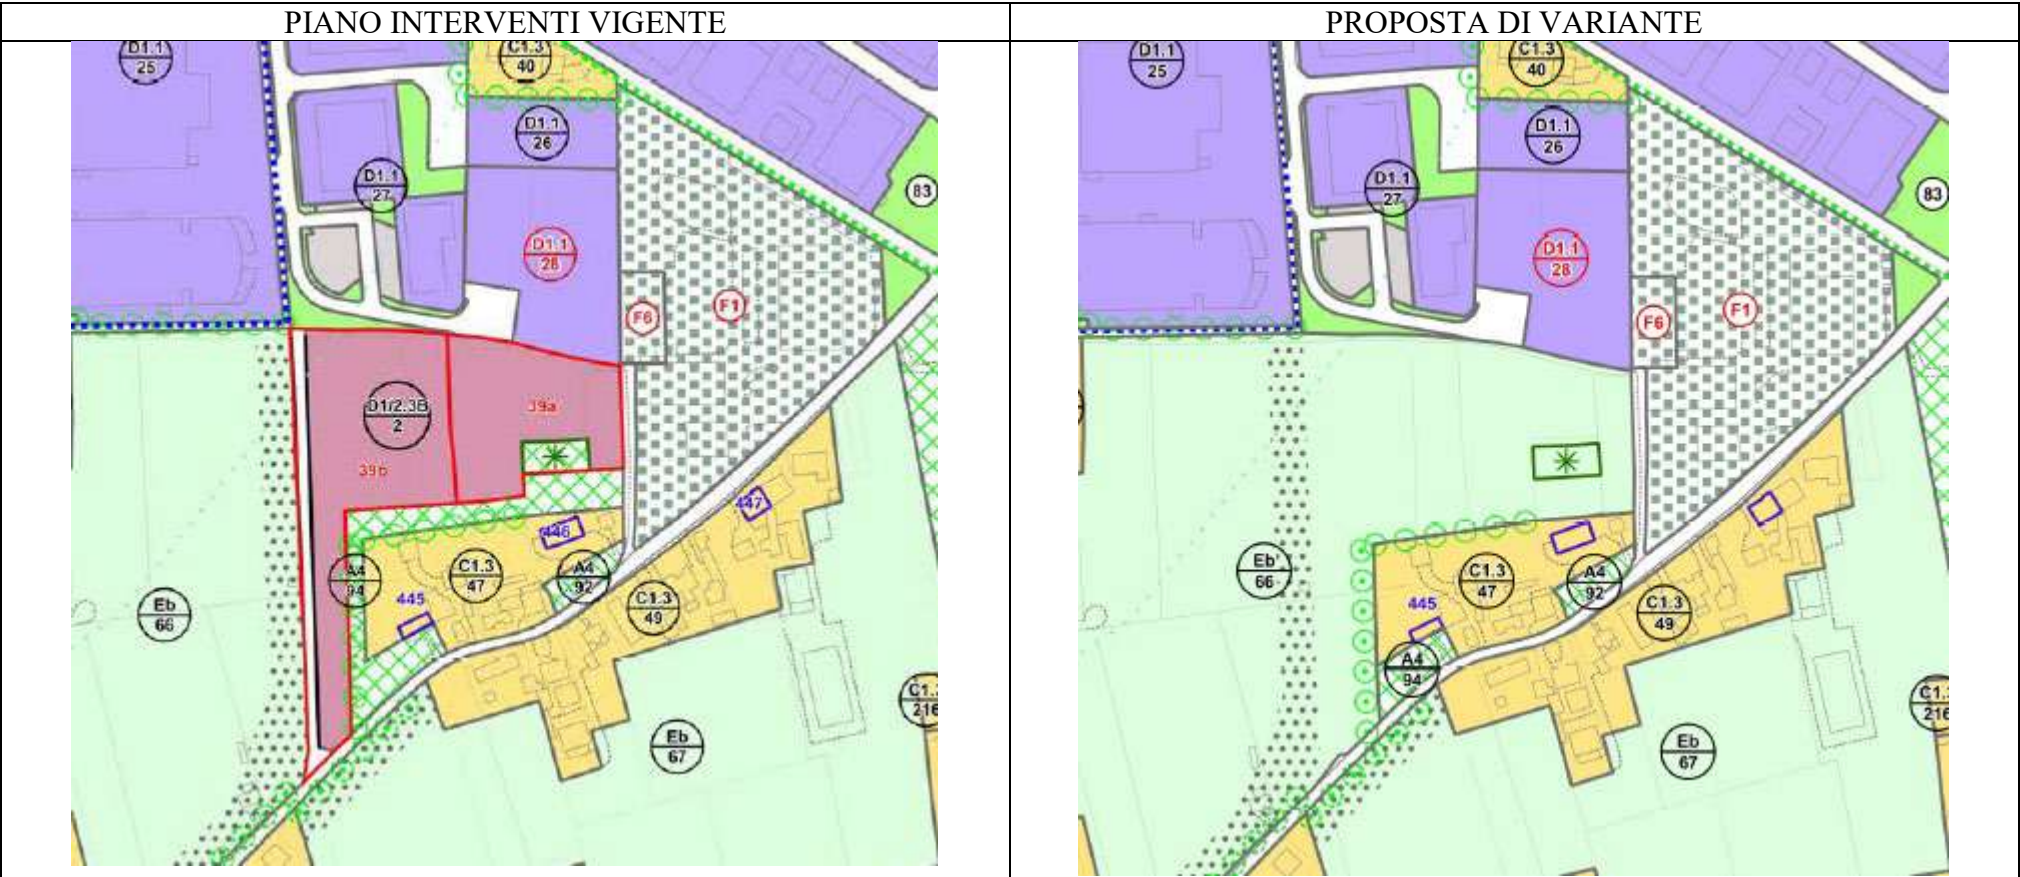 PIANO INTERVENTI VIGENTE
D1.1
25
C1.3
40
D1.1
26
D1.1
27
83
D1.1
28
F6
F1
D1/2.3B
2
39a
39b
447
446
A4
94
C1.3
47
A4
92
445
C1.3
49
Eb
66
C1.
216
Eb
67
PROPOSTA DI VARIANTE
D1.1
25
C1.3
40
D1.1
26
D1.1
27
83
D1.1
28
F6
F1
Eb
66
C1.3
47
A4
92
445
C1.3
49
A4
94
C1.
216
Eb
67